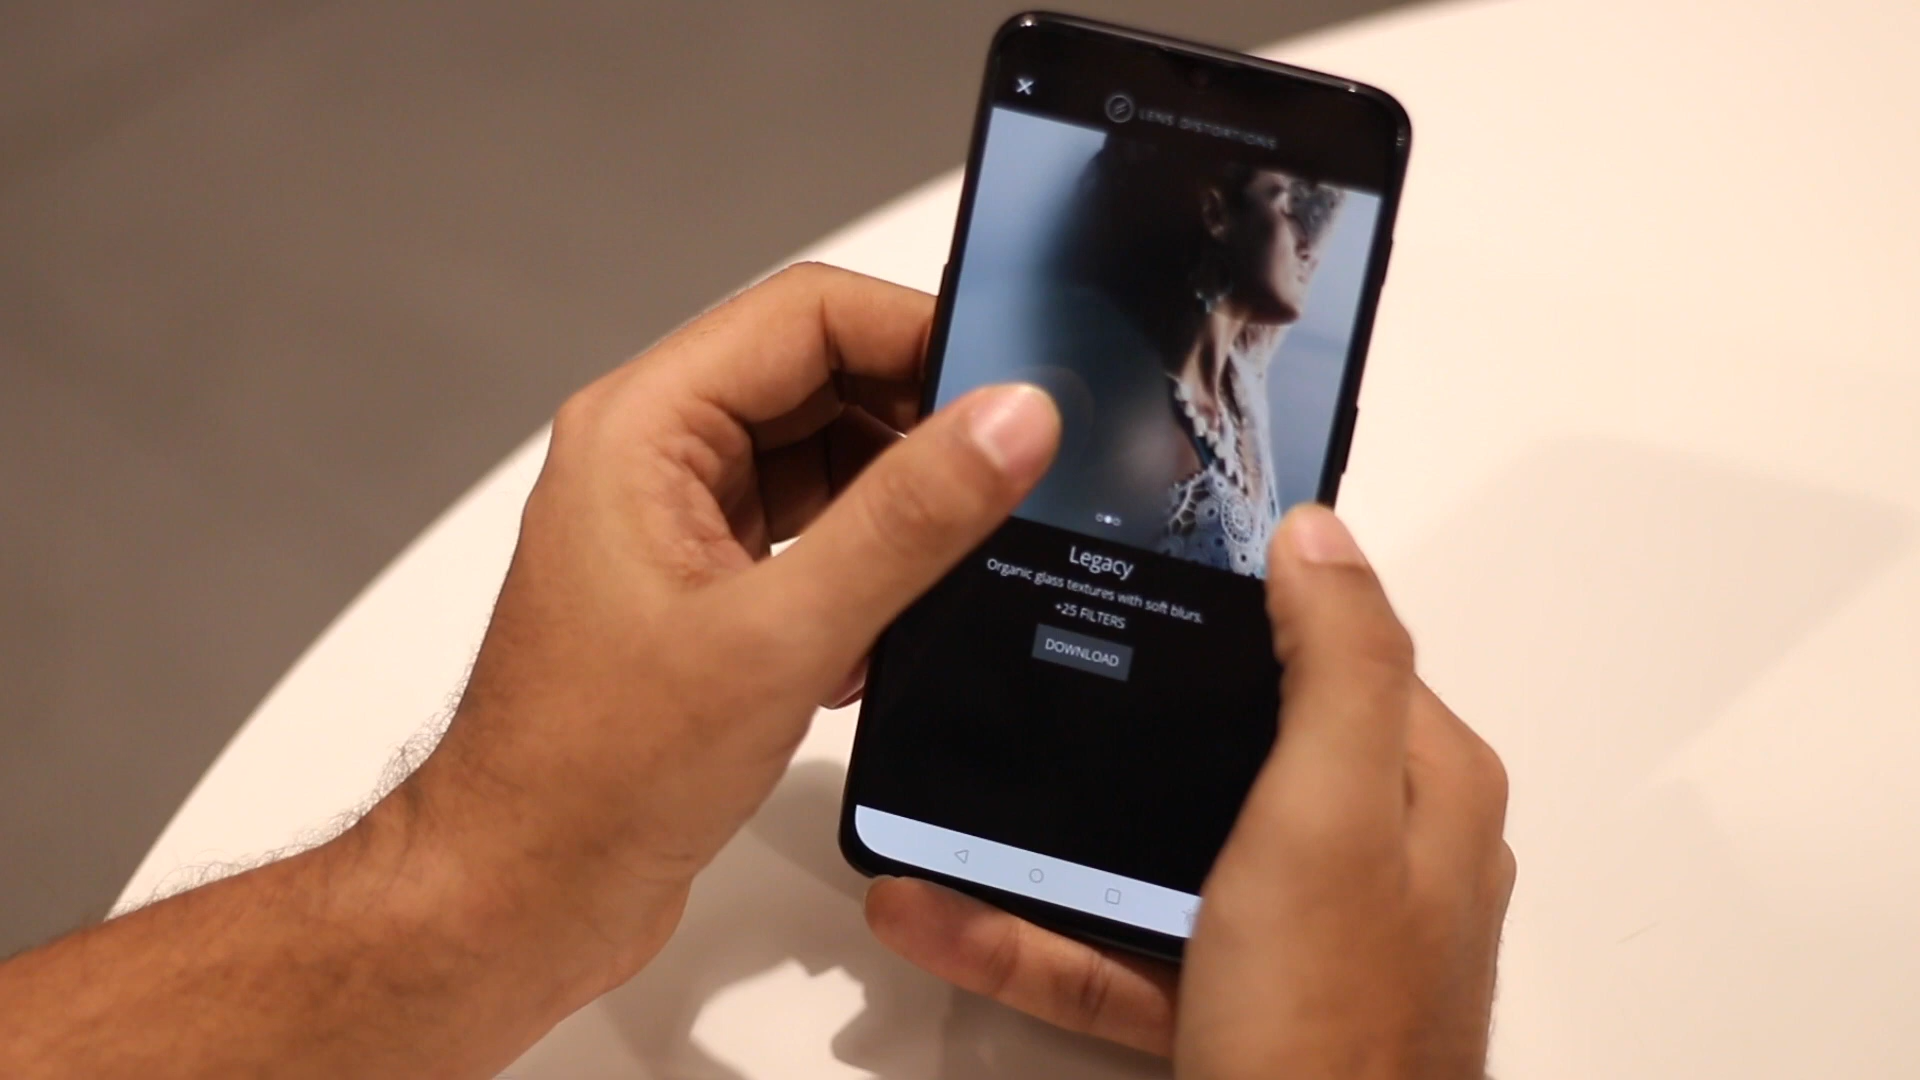 LENS DISTORTIONS
Legacy
Organic glass textures with soft blurs.
+25 FILTERS
DOWNLOAD